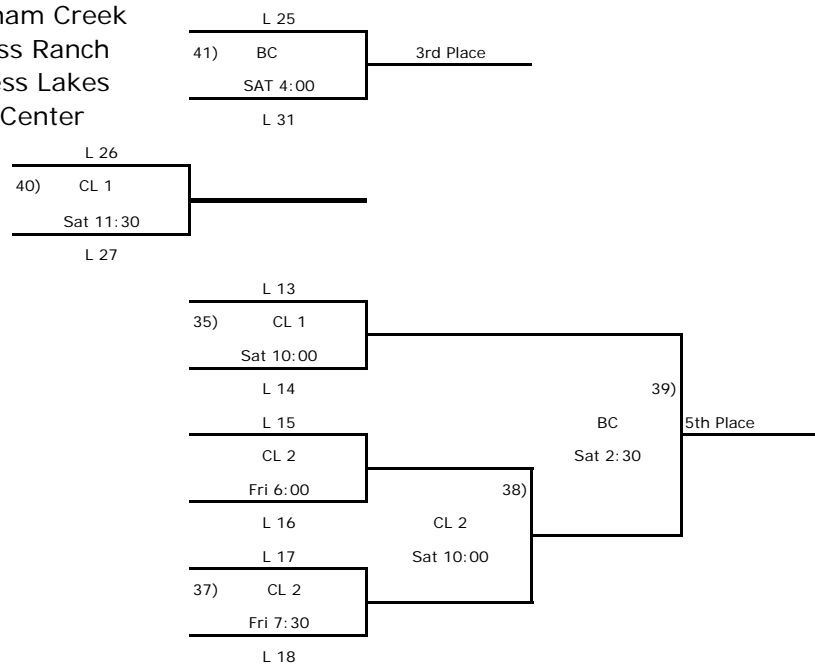 Creek
Ranch
Lakes
Center
L 25
41) BC 3rd Place
SAT 4:00
L 31
L 26
40) CL 1
Sat 11:30
L 27
L 13
35) CL 1
Sat 10:00
L 14
39)
L 15
BC 5th Place
CL 2
Sat 2:30
Fri 6:00
38)
L 16
CL 2
L 17
Sat 10:00
37) CL 2
Fri 7:30
L 18